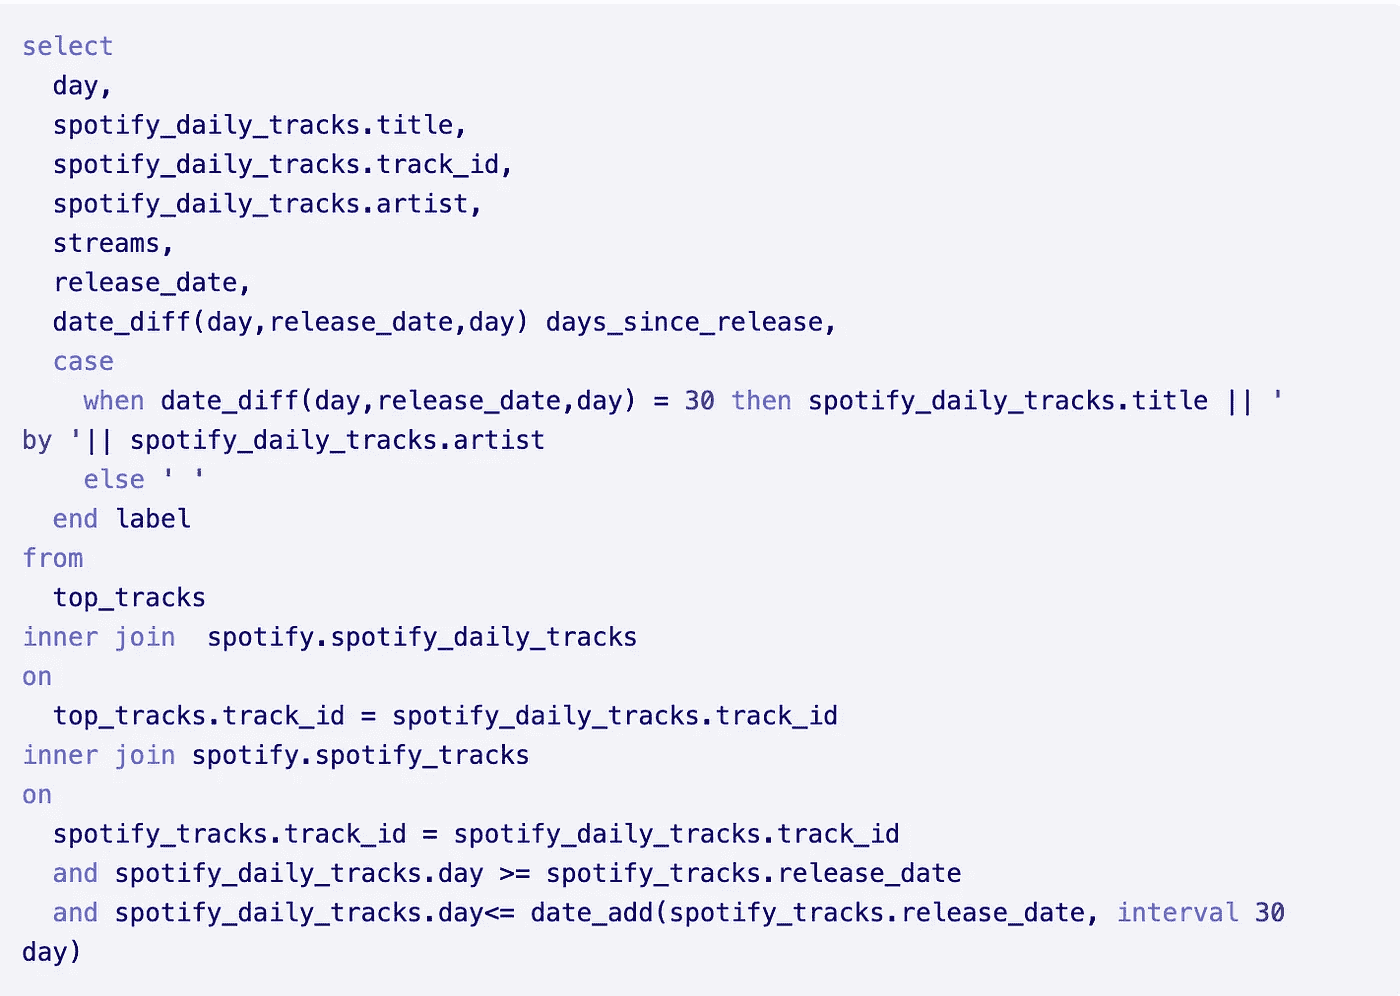 select
  day,
  spotify_daily_tracks.title,
  spotify_daily_tracks.track_id,
  spotify_daily_tracks.artist,
  streams,
  release_date,
  date_diff(day,release_date,day) days_since_release,
  case
    when date_diff(day,release_date,day) = 30 then spotify_daily_tracks.title || '
by '|| spotify_daily_tracks.artist
    else ' '
  end label
from
  top_tracks
inner join  spotify.spotify_daily_tracks
on
  top_tracks.track_id = spotify_daily_tracks.track_id
inner join spotify.spotify_tracks
on
  spotify_tracks.track_id = spotify_daily_tracks.track_id
  and spotify_daily_tracks.day >= spotify_tracks.release_date
  and spotify_daily_tracks.day<= date_add(spotify_tracks.release_date, interval 30
day)